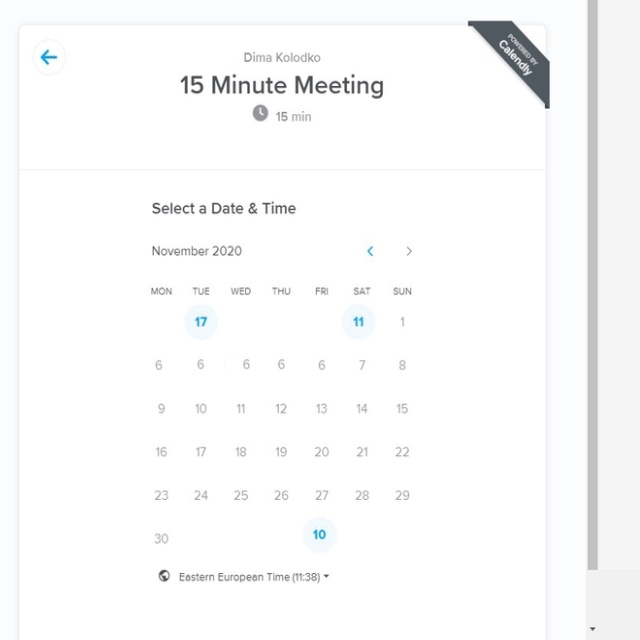 POWERED BY
Calendly
Dima Kolodko
15 Minute Meeting
15 min
Select a Date & Time
November 2020
MON TUE WED THU FRI SAT SUN
17 11 1
6 6 6 6 6 7 8
9 10 11 12 13 14 15
16 17 18 19 20 21 22
23 24 25 26 27 28 29
30 10
Eastern European Time (11:38)